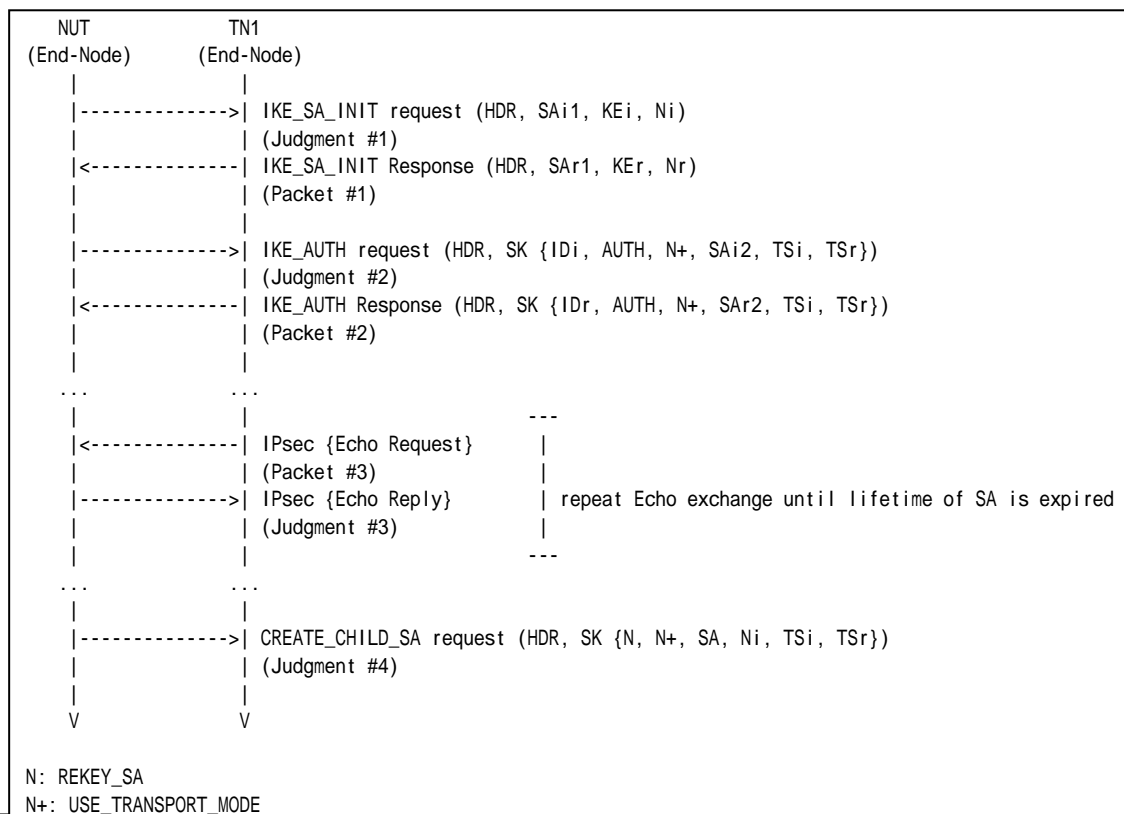 NUT                TN1
(End-Node)        (End-Node)
|                    |
|-------------->| IKE_SA_INIT request (HDR, SAi1, KEi, Ni)
|                    | (Judgment #1)
|<--------------| IKE_SA_INIT Response (HDR, SAr1, KEr, Nr)
|                    | (Packet #1)
|                    |
|-------------->| IKE_AUTH request (HDR, SK {IDi, AUTH, N+, SAi2, TSi, TSr})
|                    | (Judgment #2)
|<--------------| IKE_AUTH Response (HDR, SK {IDr, AUTH, N+, SAr2, TSi, TSr})
|                    | (Packet #2)
|                    |
...                  ...
|                    |                                  ---
|<--------------| IPsec {Echo Request}         |
|                    | (Packet #3)                        |
|-------------->| IPsec {Echo Reply}           | repeat Echo exchange until lifetime of SA is expired
|                    | (Judgment #3)                      |
|                    |                                  ---
...                  ...
|                    |
|-------------->| CREATE_CHILD_SA request (HDR, SK {N, N+, SA, Ni, TSi, TSr})
|                    | (Judgment #4)
|                    |
V                    V
N: REKEY_SA
N+: USE_TRANSPORT_MODE